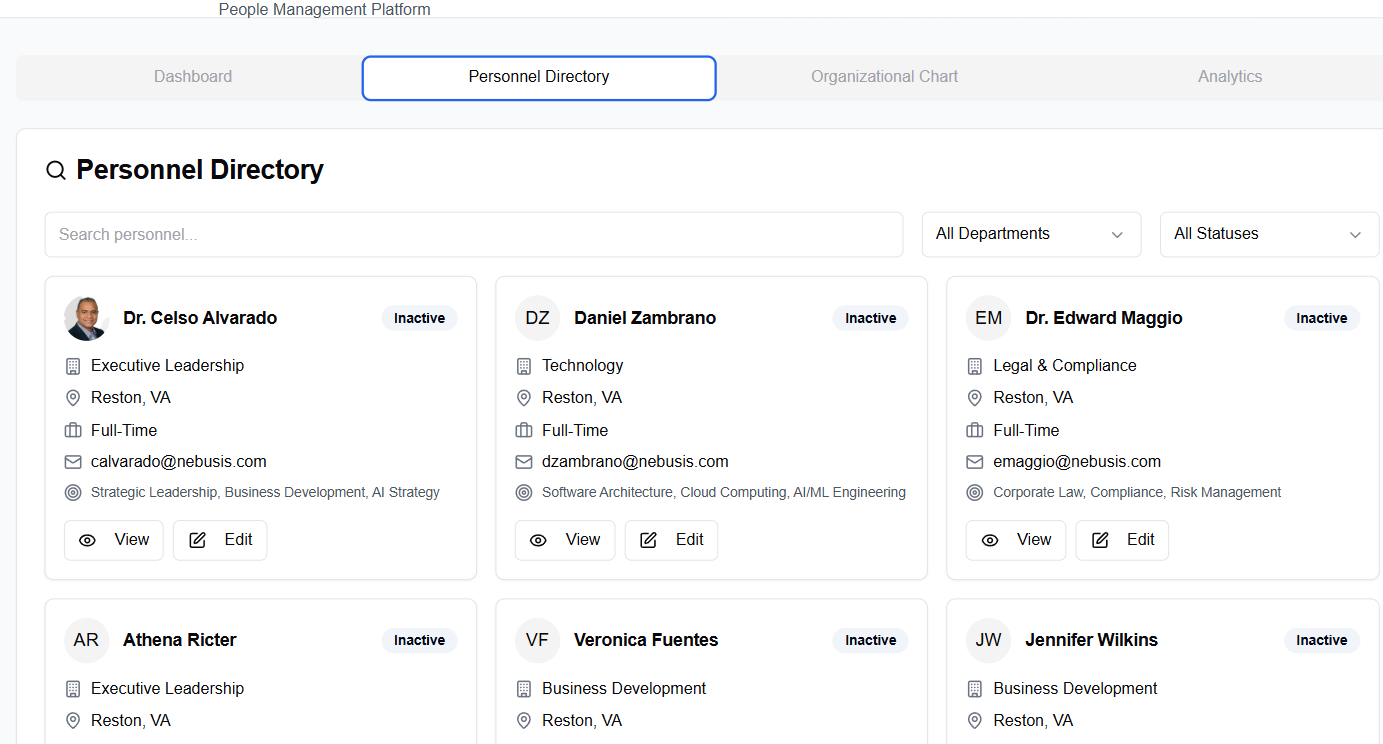 People Management Platform
Dashboard Personnel Directory Organizational Chart Analytics
Personnel Directory
Search personnel... All Departments All Statuses
Dr. Celso Alvarado Inactive
Executive Leadership
Reston, VA
Full-Time
calvarado@nebusis.com
Strategic Leadership, Business Development, AI Strategy
View Edit
DZ Daniel Zambrano Inactive
Technology
Reston, VA
Full-Time
dzambrano@nebusis.com
Software Architecture, Cloud Computing, AI/ML Engineering
View Edit
EM Dr. Edward Maggio Inactive
Legal & Compliance
Reston, VA
Full-Time
emaggio@nebusis.com
Corporate Law, Compliance, Risk Management
View Edit
AR Athena Ricter Inactive
Executive Leadership
Reston, VA
VF Veronica Fuentes Inactive
Business Development
Reston, VA
JW Jennifer Wilkins Inactive
Business Development
Reston, VA